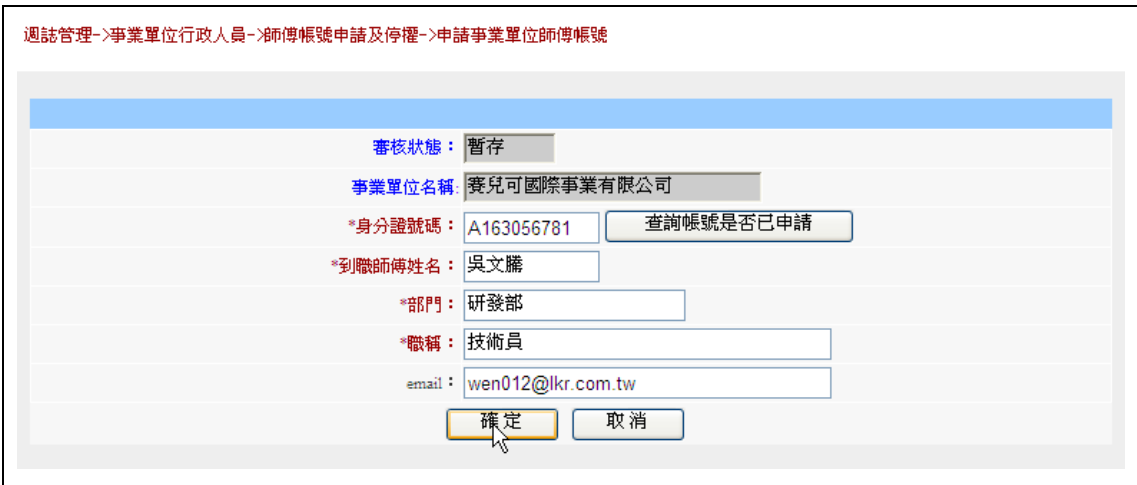 週誌管理->事業單位行政人員->師傅帳號申請及停權->申請事業單位師傅帳號
審核狀態： 暫存
事業單位名稱: 賽兒可國際事業有限公司
*身分證號碼： A163056781 查詢帳號是否已申請
*到職師傅姓名： 吳文騰
*部門： 研發部
*職稱： 技術員
email： wen012@lkr.com.tw
確定 取消